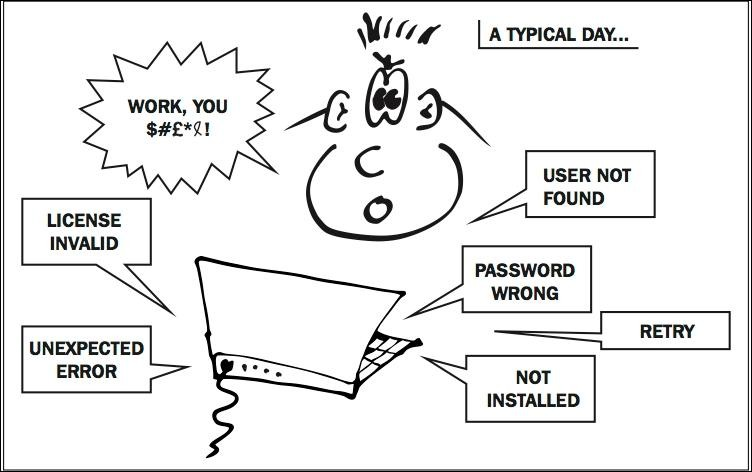 A TYPICAL DAY...
WORK, YOU
$#£*&!
USER NOT
FOUND
LICENSE
INVALID
PASSWORD
WRONG
RETRY
UNEXPECTED
ERROR
NOT
INSTALLED